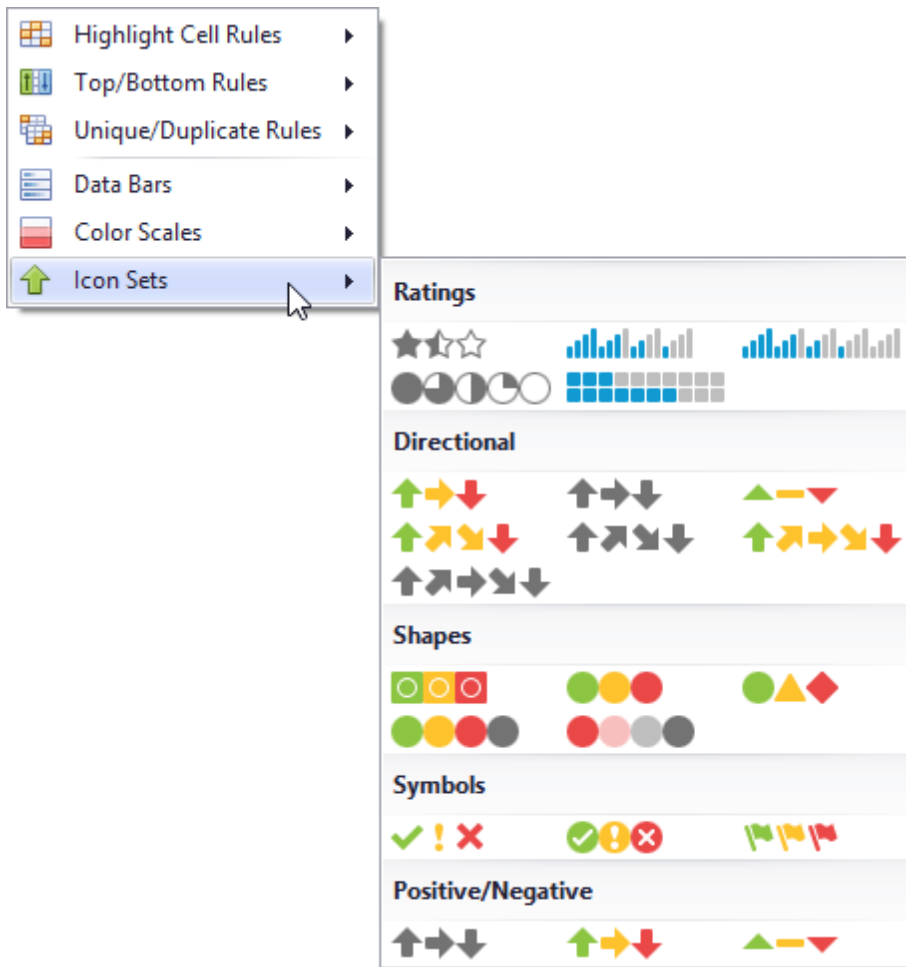 Highlight Cell Rules
Top/Bottom Rules
Unique/Duplicate Rules
Data Bars
Color Scales
Icon Sets
Ratings
Directional
Shapes
Symbols
Positive/Negative